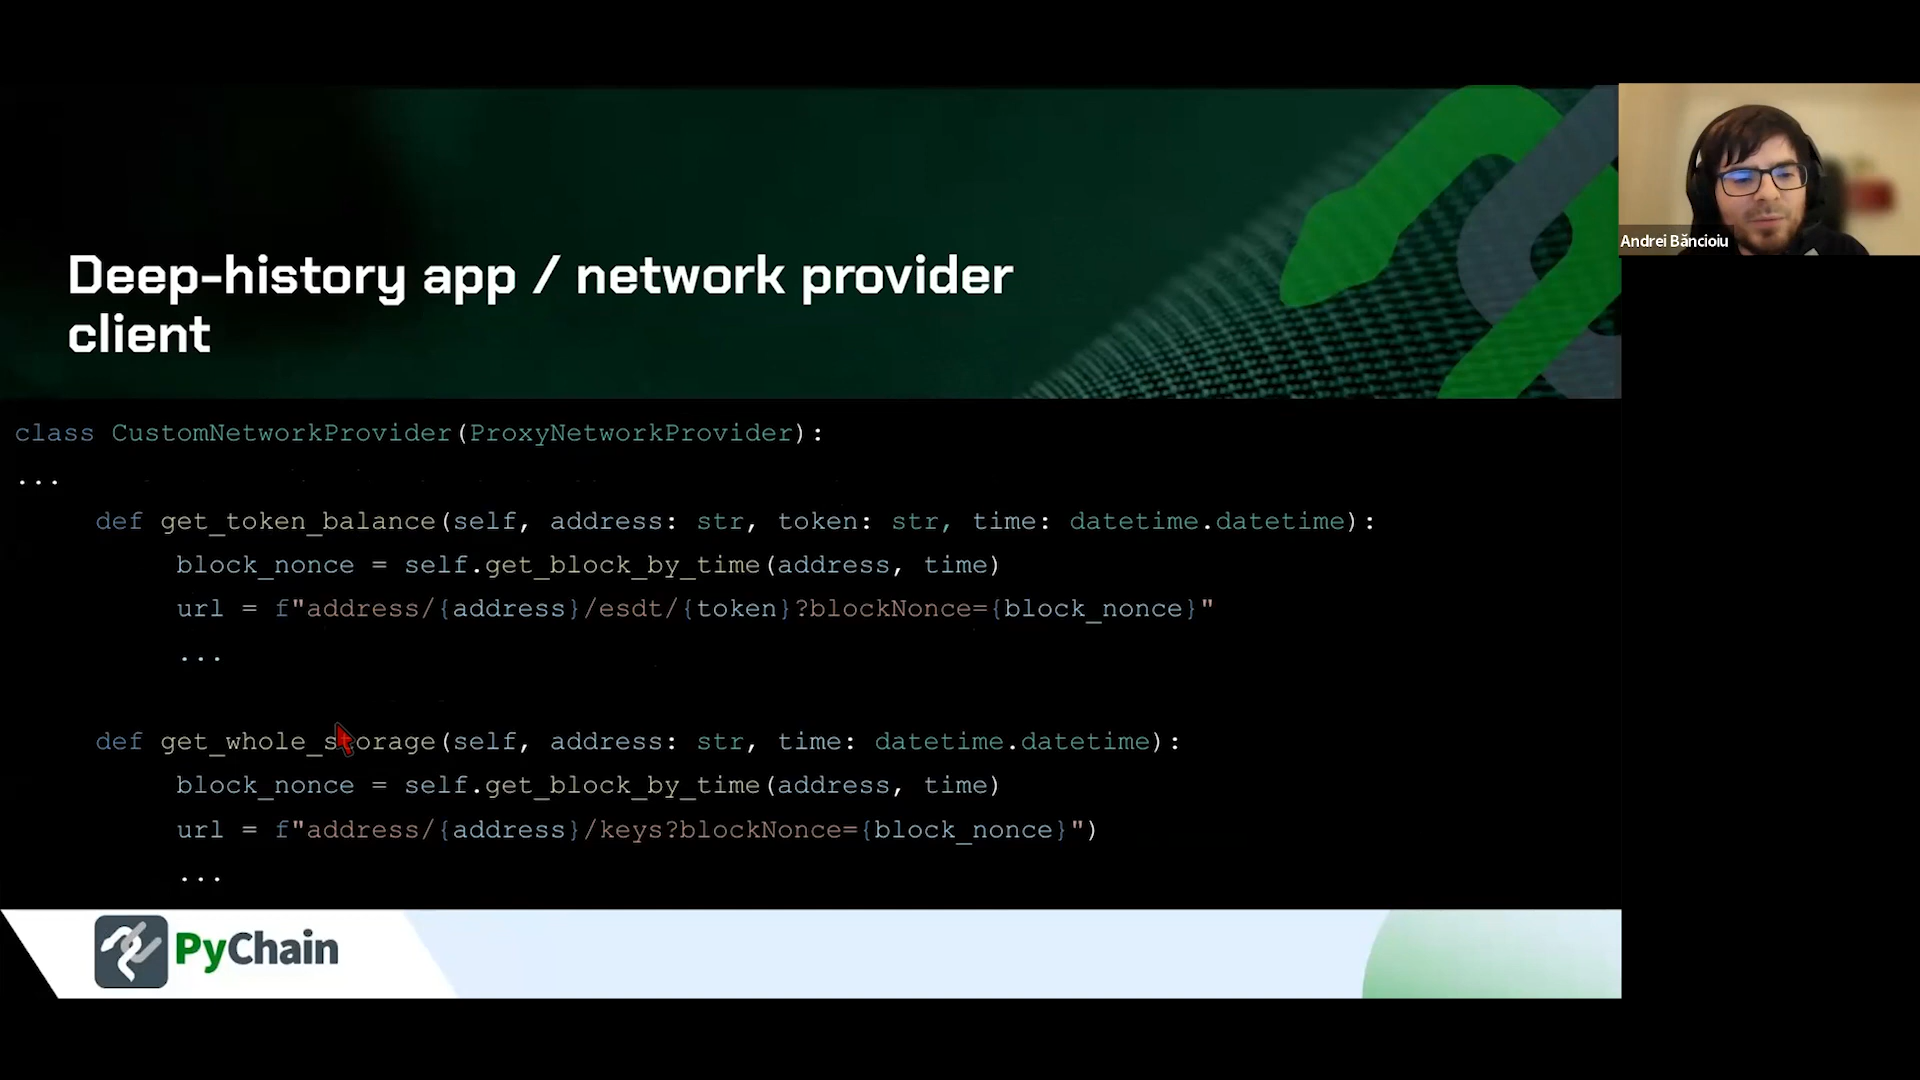 Deep-history app / network provider
client
Andrei Băncioiu
class CustomNetworkProvider(ProxyNetworkProvider):
...
def get_token_balance(self, address: str, token: str, time: datetime.datetime):
block_nonce = self.get_block_by_time(address, time)
url = f"address/{address}/esdt/{token}?blockNonce={block_nonce}"
...
def get_whole_storage(self, address: str, time: datetime.datetime):
block_nonce = self.get_block_by_time(address, time)
url = f"address/{address}/keys?blockNonce={block_nonce}")
...
PyChain